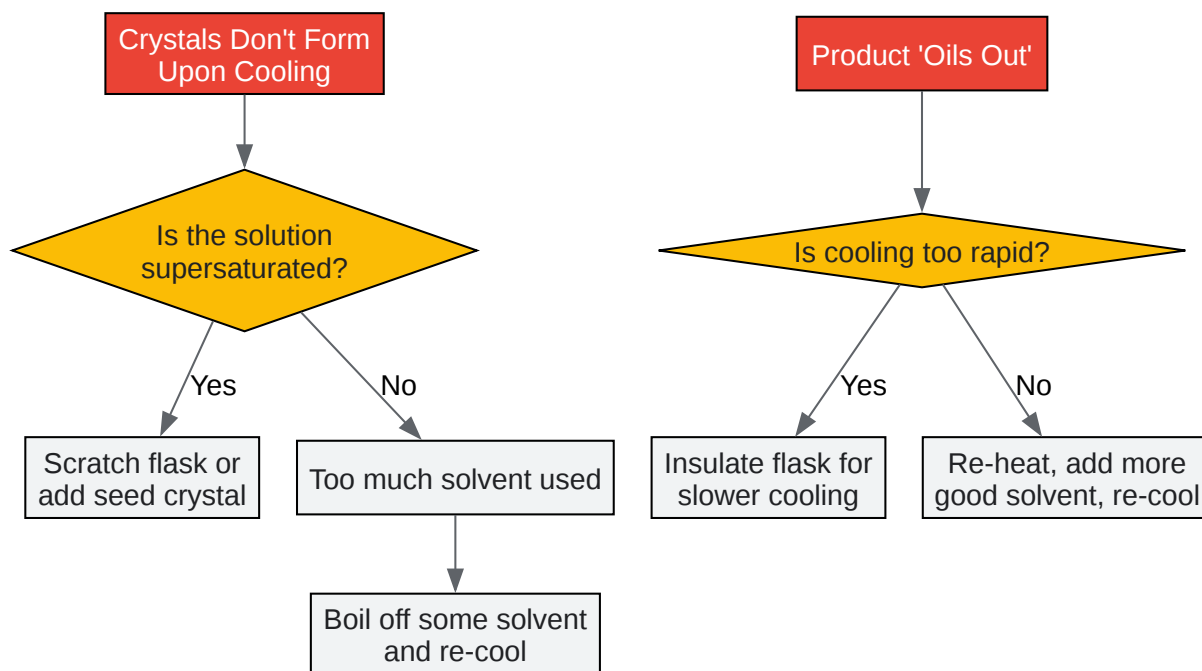 Crystals Don't Form
Upon Cooling
Is the solution
supersaturated?
Yes
No
Scratch flask or
add seed crystal
Too much solvent used
Boil off some solvent
and re-cool
Product 'Oils Out'
Is cooling too rapid?
Yes
No
Insulate flask for
slower cooling
Re-heat, add more
good solvent, re-cool